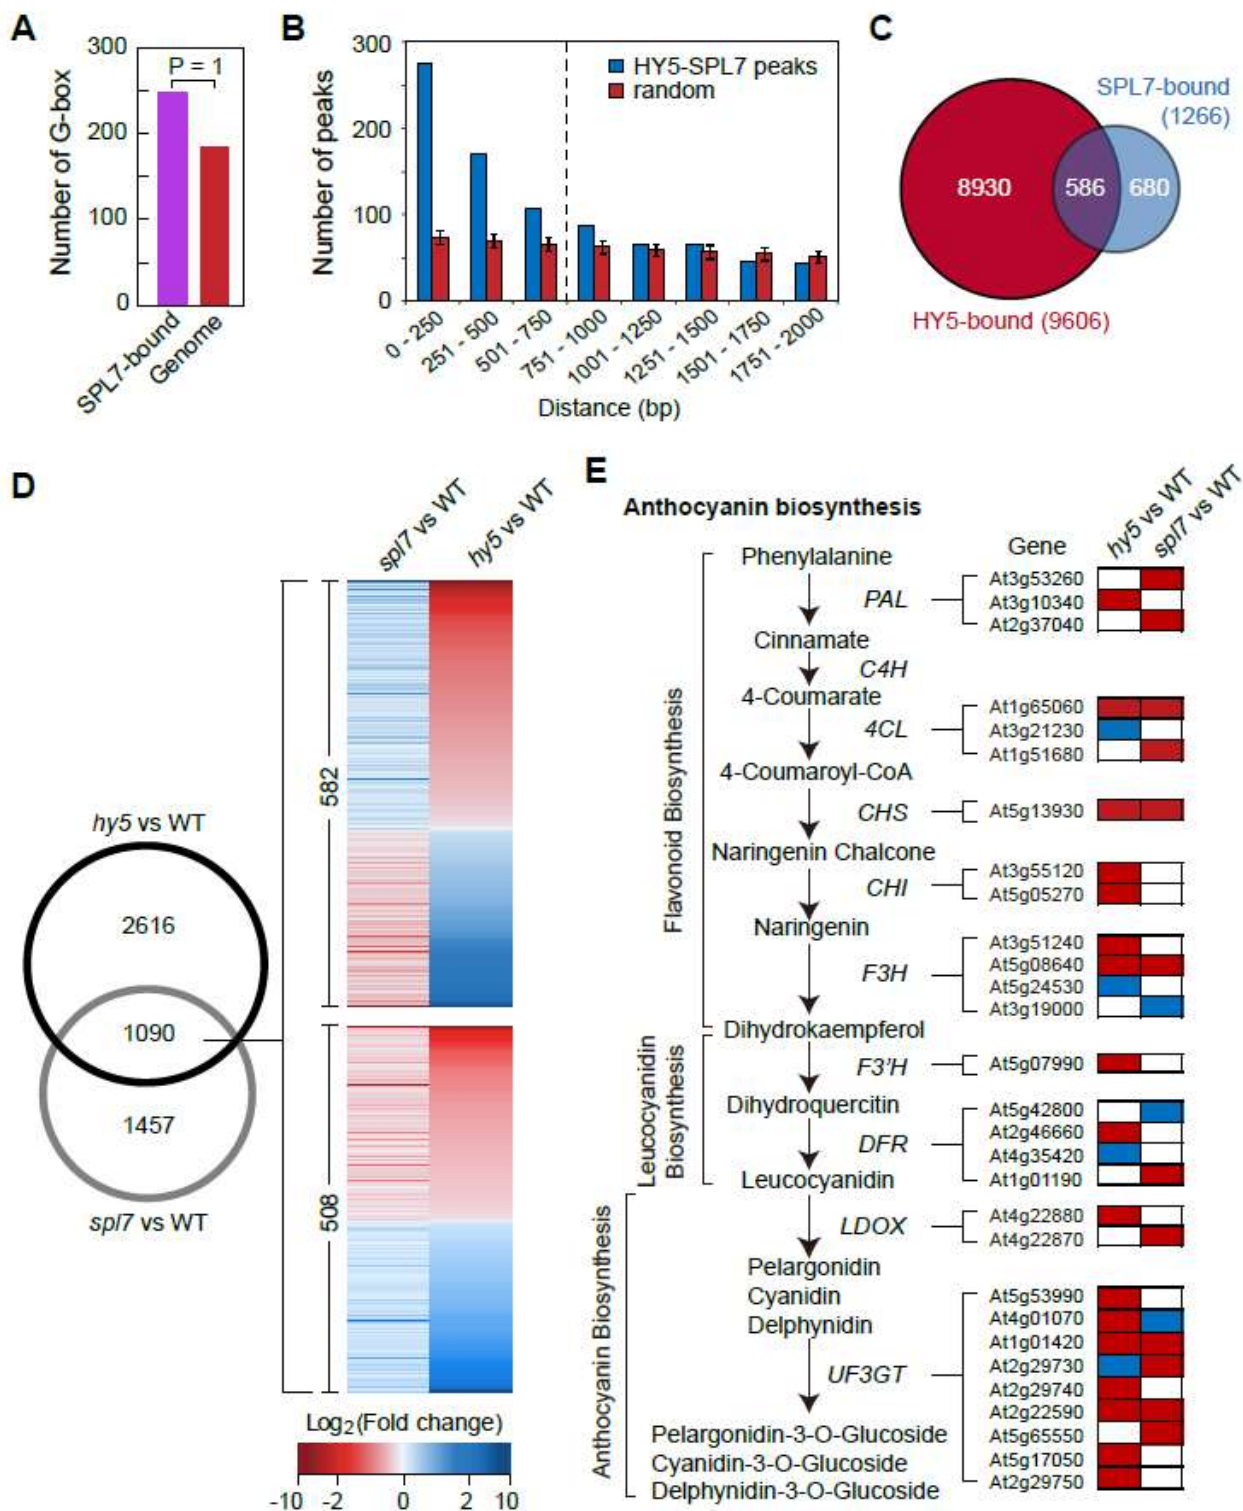 A
Number of G-box
300
200
100
0
P = 1
SPL7-bound
Genome
B
Number of peaks
300
200
100
0
HY5-SPL7 peaks
random
0 - 250
251 - 500
501 - 750
751 - 1000
1001 - 1250
1251 - 1500
1501 - 1750
1751 - 2000
Distance (bp)
C
SPL7-bound
(1266)
8930
586
680
HY5-bound (9606)
D
spl7 vs WT
hy5 vs WT
582
508
hy5 vs WT
2616
1090
1457
spl7 vs WT
Log2(Fold change)
-10 -2 0 2 10
E
Anthocyanin biosynthesis
Gene
hy5 vs WT
spl7 vs WT
Flavonoid Biosynthesis
Phenylalanine
PAL
At3g53260
At3g10340
At2g37040
Cinnamate
C4H
4-Coumarate
4CL
At1g65060
At3g21230
At1g51680
4-Coumaroyl-CoA
CHS
At5g13930
Naringenin Chalcone
CHI
At3g55120
At5g05270
Naringenin
F3H
At3g51240
At5g08640
At5g24530
At3g19000
Dihydrokaempferol
Leucocyanidin
Biosynthesis
F3'H
At5g07990
Dihydroquercitin
DFR
At5g42800
At2g46660
At4g35420
At1g01190
Leucocyanidin
Anthocyanin Biosynthesis
LDOX
At4g22880
At4g22870
Pelargonidin
Cyanidin
Delphynidin
UF3GT
At5g53990
At4g01070
At1g01420
At2g29730
At2g29740
At2g22590
At5g65550
At5g17050
At2g29750
Pelargonidin-3-O-Glucoside
Cyanidin-3-O-Glucoside
Delphynidin-3-O-Glucoside